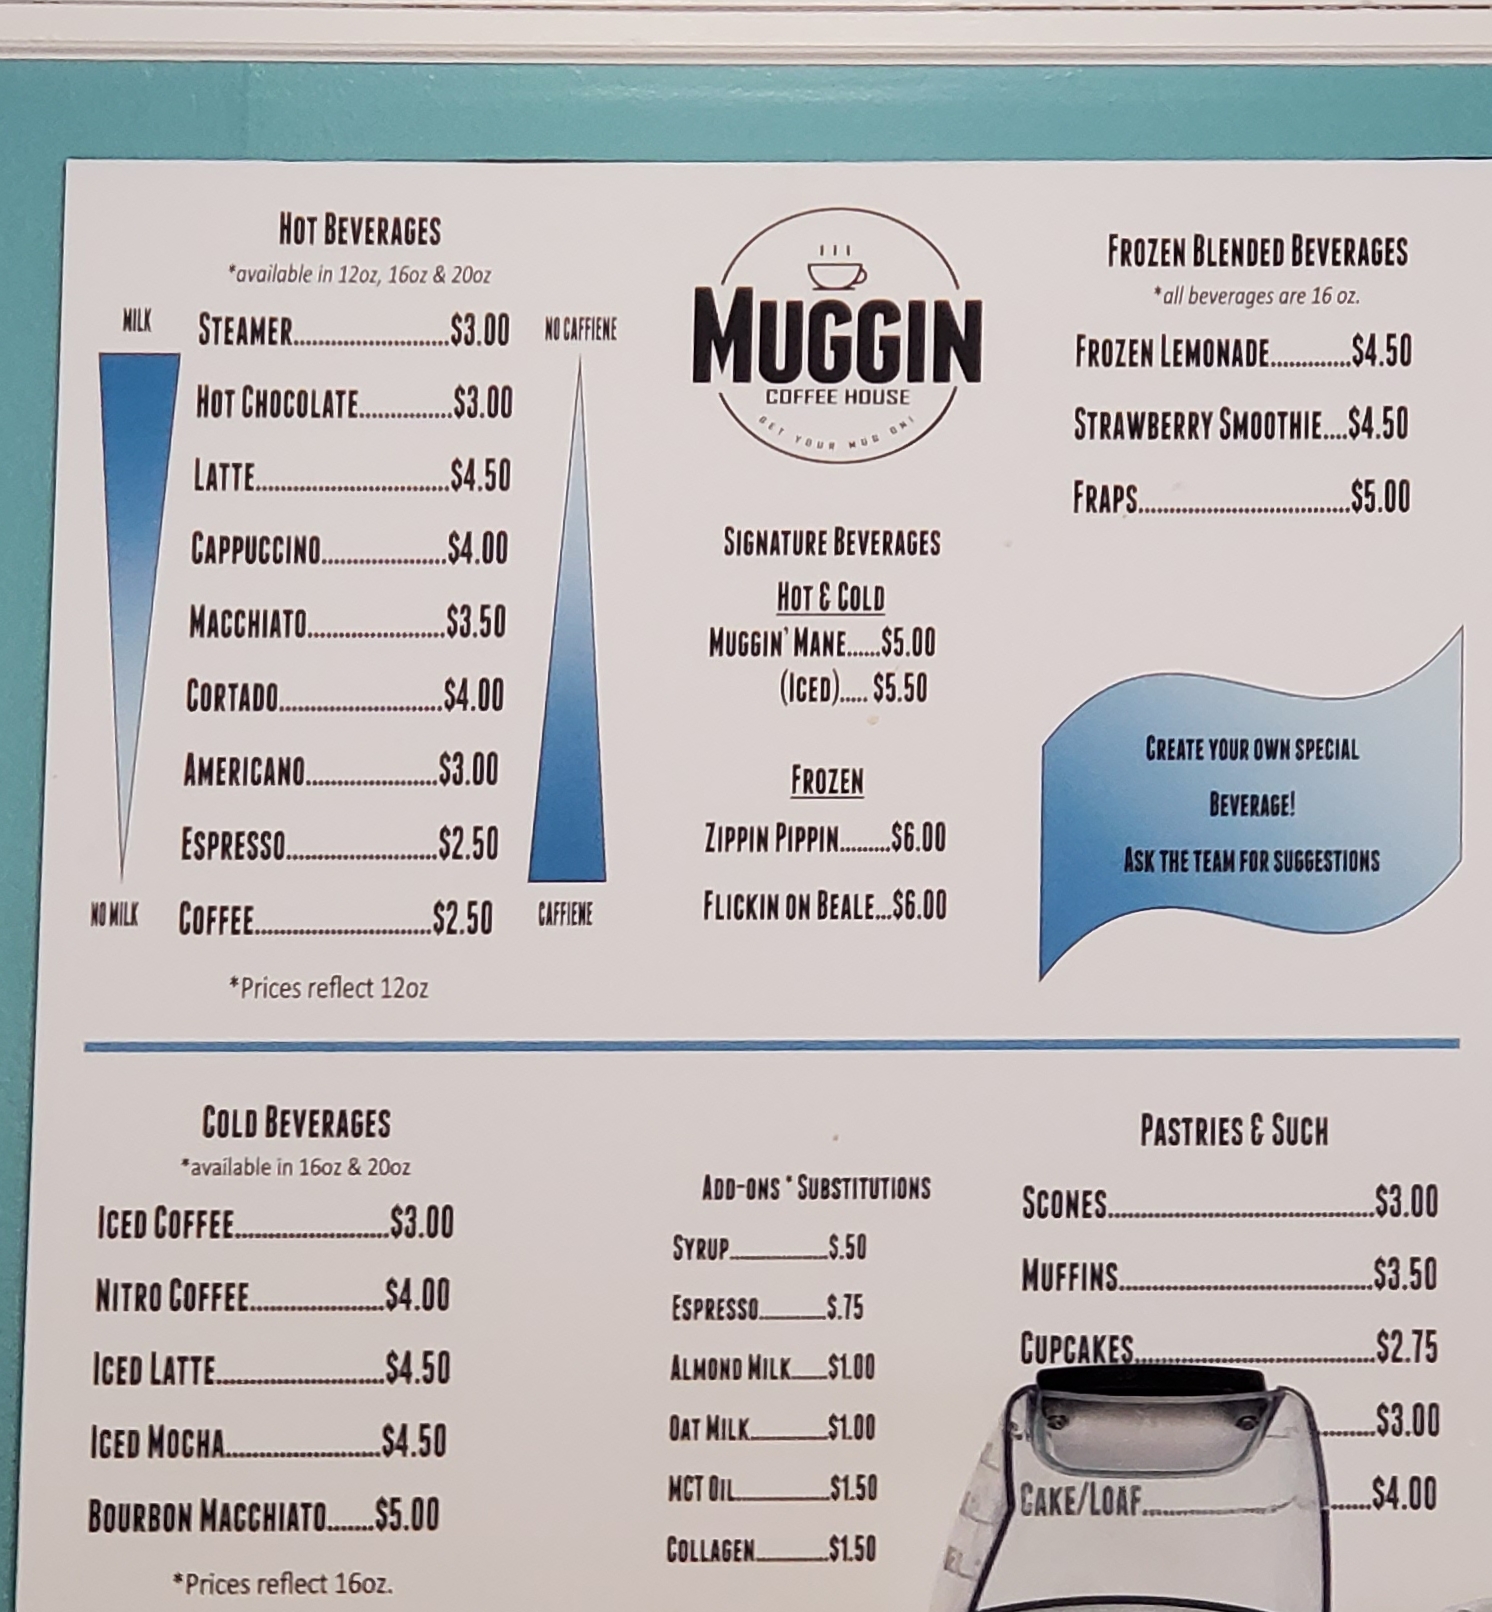 HOT BEVERAGES
*available in 12oz, 16oz & 20oz
MILK
NO CAFFIENE
STEAMER..........................$3.00
HOT CHOCOLATE...............$3.00
LATTE................................$4.50
CAPPUCCINO.....................$4.00
MACCHIATO.......................$3.50
CORTADO...........................$4.00
AMERICANO......................$3.00
ESPRESSO.........................$2.50
COFFEE.............................$2.50
NO MILK
CAFFIENE
*Prices reflect 12oz
MUGGIN
COFFEE HOUSE
GET YOUR MUG ON!
SIGNATURE BEVERAGES
HOT & COLD
MUGGIN' MANE......$5.00
(ICED)..... $5.50
FROZEN
ZIPPIN PIPPIN.........$6.00
FLICKIN ON BEALE...$6.00
FROZEN BLENDED BEVERAGES
*all beverages are 16 oz.
FROZEN LEMONADE............$4.50
STRAWBERRY SMOOTHIE....$4.50
FRAPS................................$5.00
CREATE YOUR OWN SPECIAL
BEVERAGE!
ASK THE TEAM FOR SUGGESTIONS
COLD BEVERAGES
*available in 16oz & 20oz
ICED COFFEE.......................$3.00
NITRO COFFEE....................$4.00
ICED LATTE.........................$4.50
ICED MOCHA.......................$4.50
BOURBON MACCHIATO.......$5.00
*Prices reflect 16oz.
ADD-ONS * SUBSTITUTIONS
SYRUP..................$.50
ESPRESSO............$.75
ALMOND MILK.......$1.00
OAT MILK..............$1.00
MCT OIL.................$1.50
COLLAGEN.............$1.50
PASTRIES & SUCH
SCONES........................................$3.00
MUFFINS......................................$3.50
CUPCAKES....................................$2.75
........$3.00
CAKE/LOAF..................................$4.00